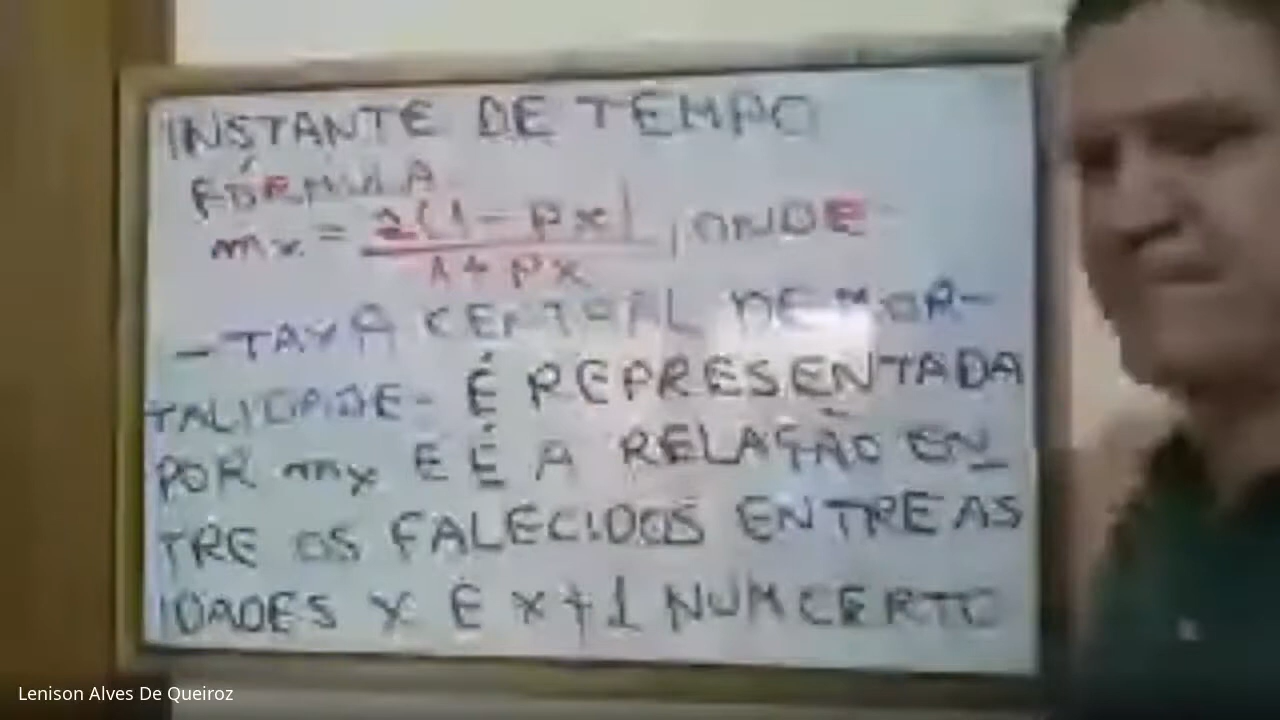 INSTANTE DE TEMPO
FÓRMULA
mx = 2(1 - px) / 1 + px , ONDE -
- TAXA CENTRAL DE MOR-
TALIDADE - É REPRESENTADA
POR mx E É A RELAÇÃO EN_
TRE OS FALECIDOS ENTRE AS
IDADES X E X+1 NUM CERTO
Lenison Alves De Queiroz